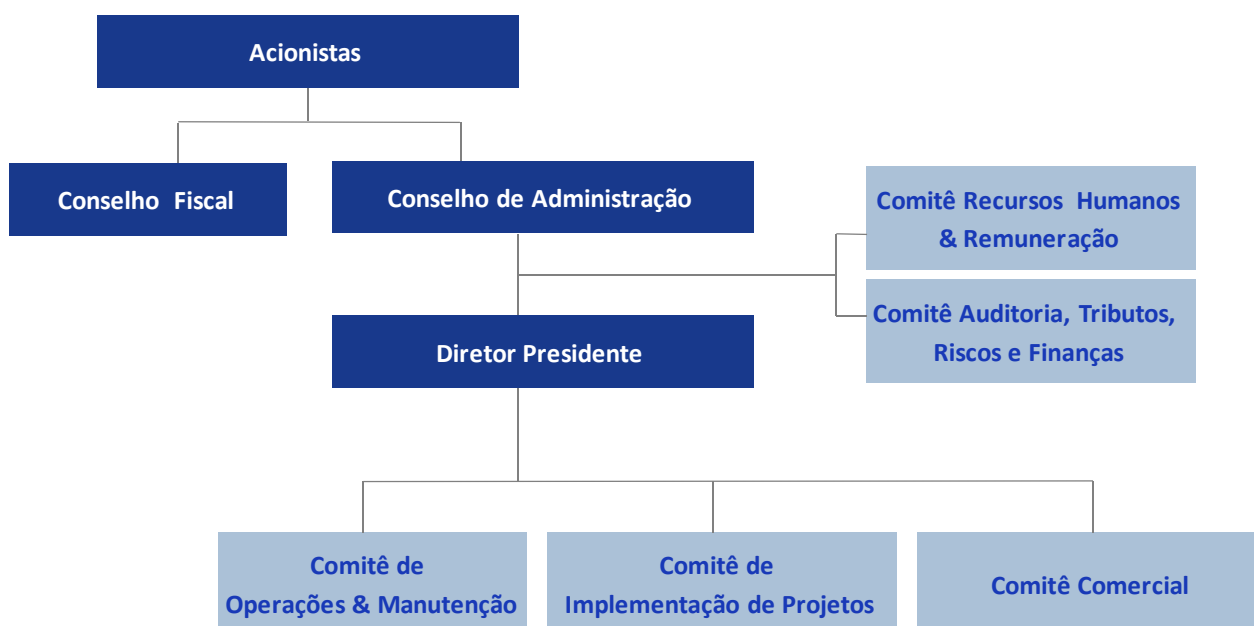 Acionistas
Conselho Fiscal
Conselho de Administração
Comitê Recursos Humanos
& Remuneração
Comitê Auditoria, Tributos,
Riscos e Finanças
Diretor Presidente
Comitê de
Operações & Manutenção
Comitê de
Implementação de Projetos
Comitê Comercial